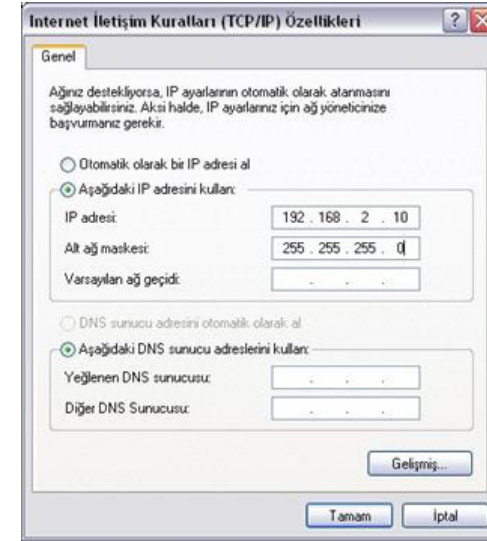 Internet İletişim Kuralları (TCP/IP) Özellikleri
Genel
Ağınız destekliyorsa, IP ayarlarının otomatik olarak atanmasını
sağlayabilirsiniz. Aksi halde, IP ayarlarınız için ağ yöneticinize
başvurmanız gerekir.
Otomatik olarak bir IP adresi al
Aşağıdaki IP adresini kullan:
IP adresi: 192 . 168 . 2 . 10
Alt ağ maskesi: 255 . 255 . 255 . 0
Varsayılan ağ geçidi: . . .
DNS sunucu adresini otomatik olarak al
Aşağıdaki DNS sunucu adreslerini kullan:
Yeğlenen DNS sunucusu: . . .
Diğer DNS Sunucusu: . . .
Gelişmiş...
Tamam İptal